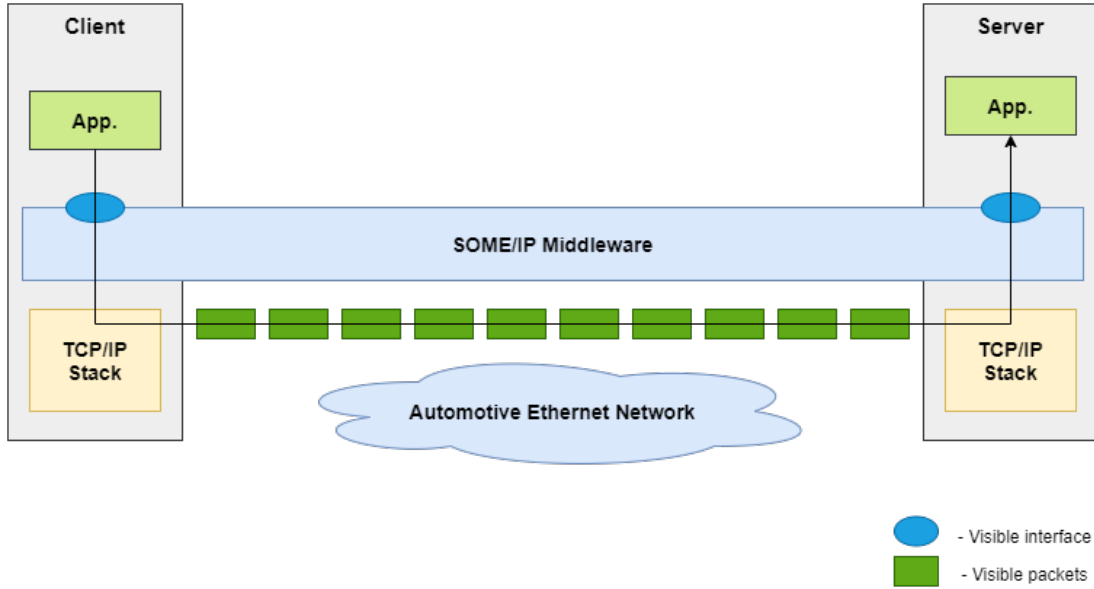 Client
Server
App.
App.
SOME/IP Middleware
TCP/IP
Stack
TCP/IP
Stack
Automotive Ethernet Network
- Visible interface
- Visible packets